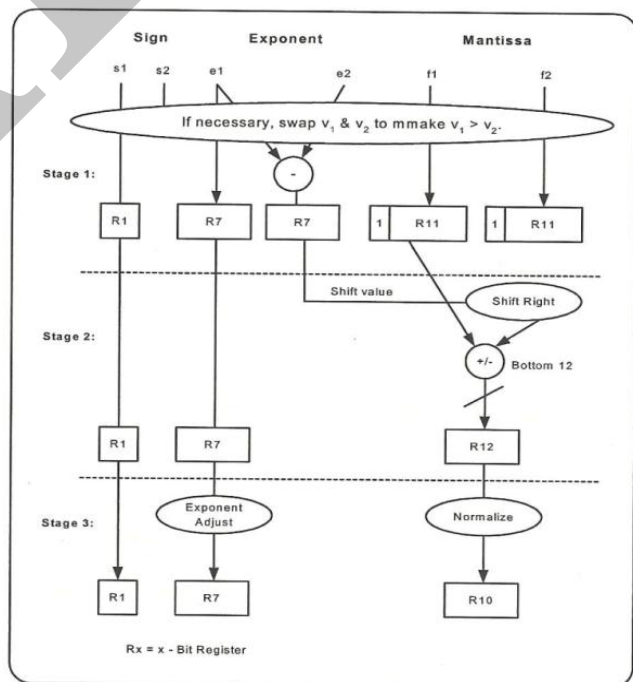 Sign Exponent Mantissa
s1 s2 e1 e2 f1 f2
If necessary, swap v1 & v2 to mmake v1 > v2.
Stage 1:
-
R1 R7 R7 1 R11 1 R11
Shift value Shift Right
Stage 2:
+/- Bottom 12
R1 R7 R12
Stage 3: Exponent Adjust Normalize
R1 R7 R10
Rx = x - Bit Register